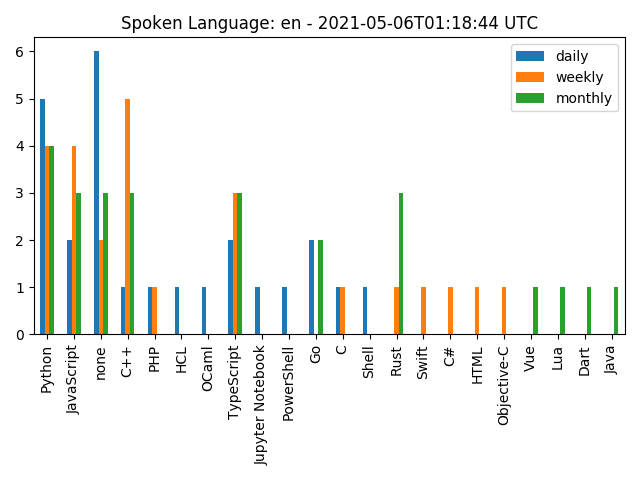 Spoken Language: en - 2021-05-06T01:18:44 UTC
daily
weekly
monthly
6
5
4
3
2
1
0
Python
JavaScript
none
C++
PHP
HCL
OCaml
TypeScript
Jupyter Notebook
PowerShell
Go
C
Shell
Rust
Swift
C#
HTML
Objective-C
Vue
Lua
Dart
Java